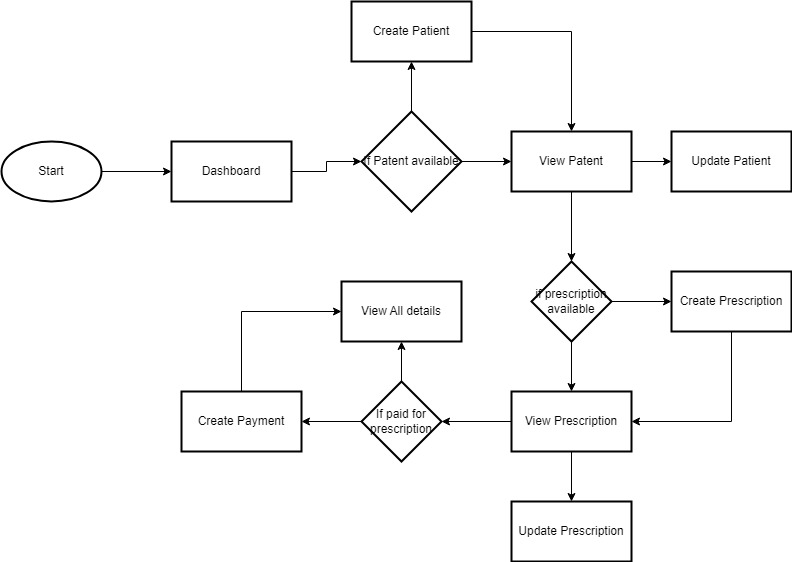 Create Patient
Start
Dashboard
If Patent available
View Patent
Update Patient
if prescription
available
Create Prescription
View All details
Create Payment
If paid for
prescription
View Prescription
Update Prescription